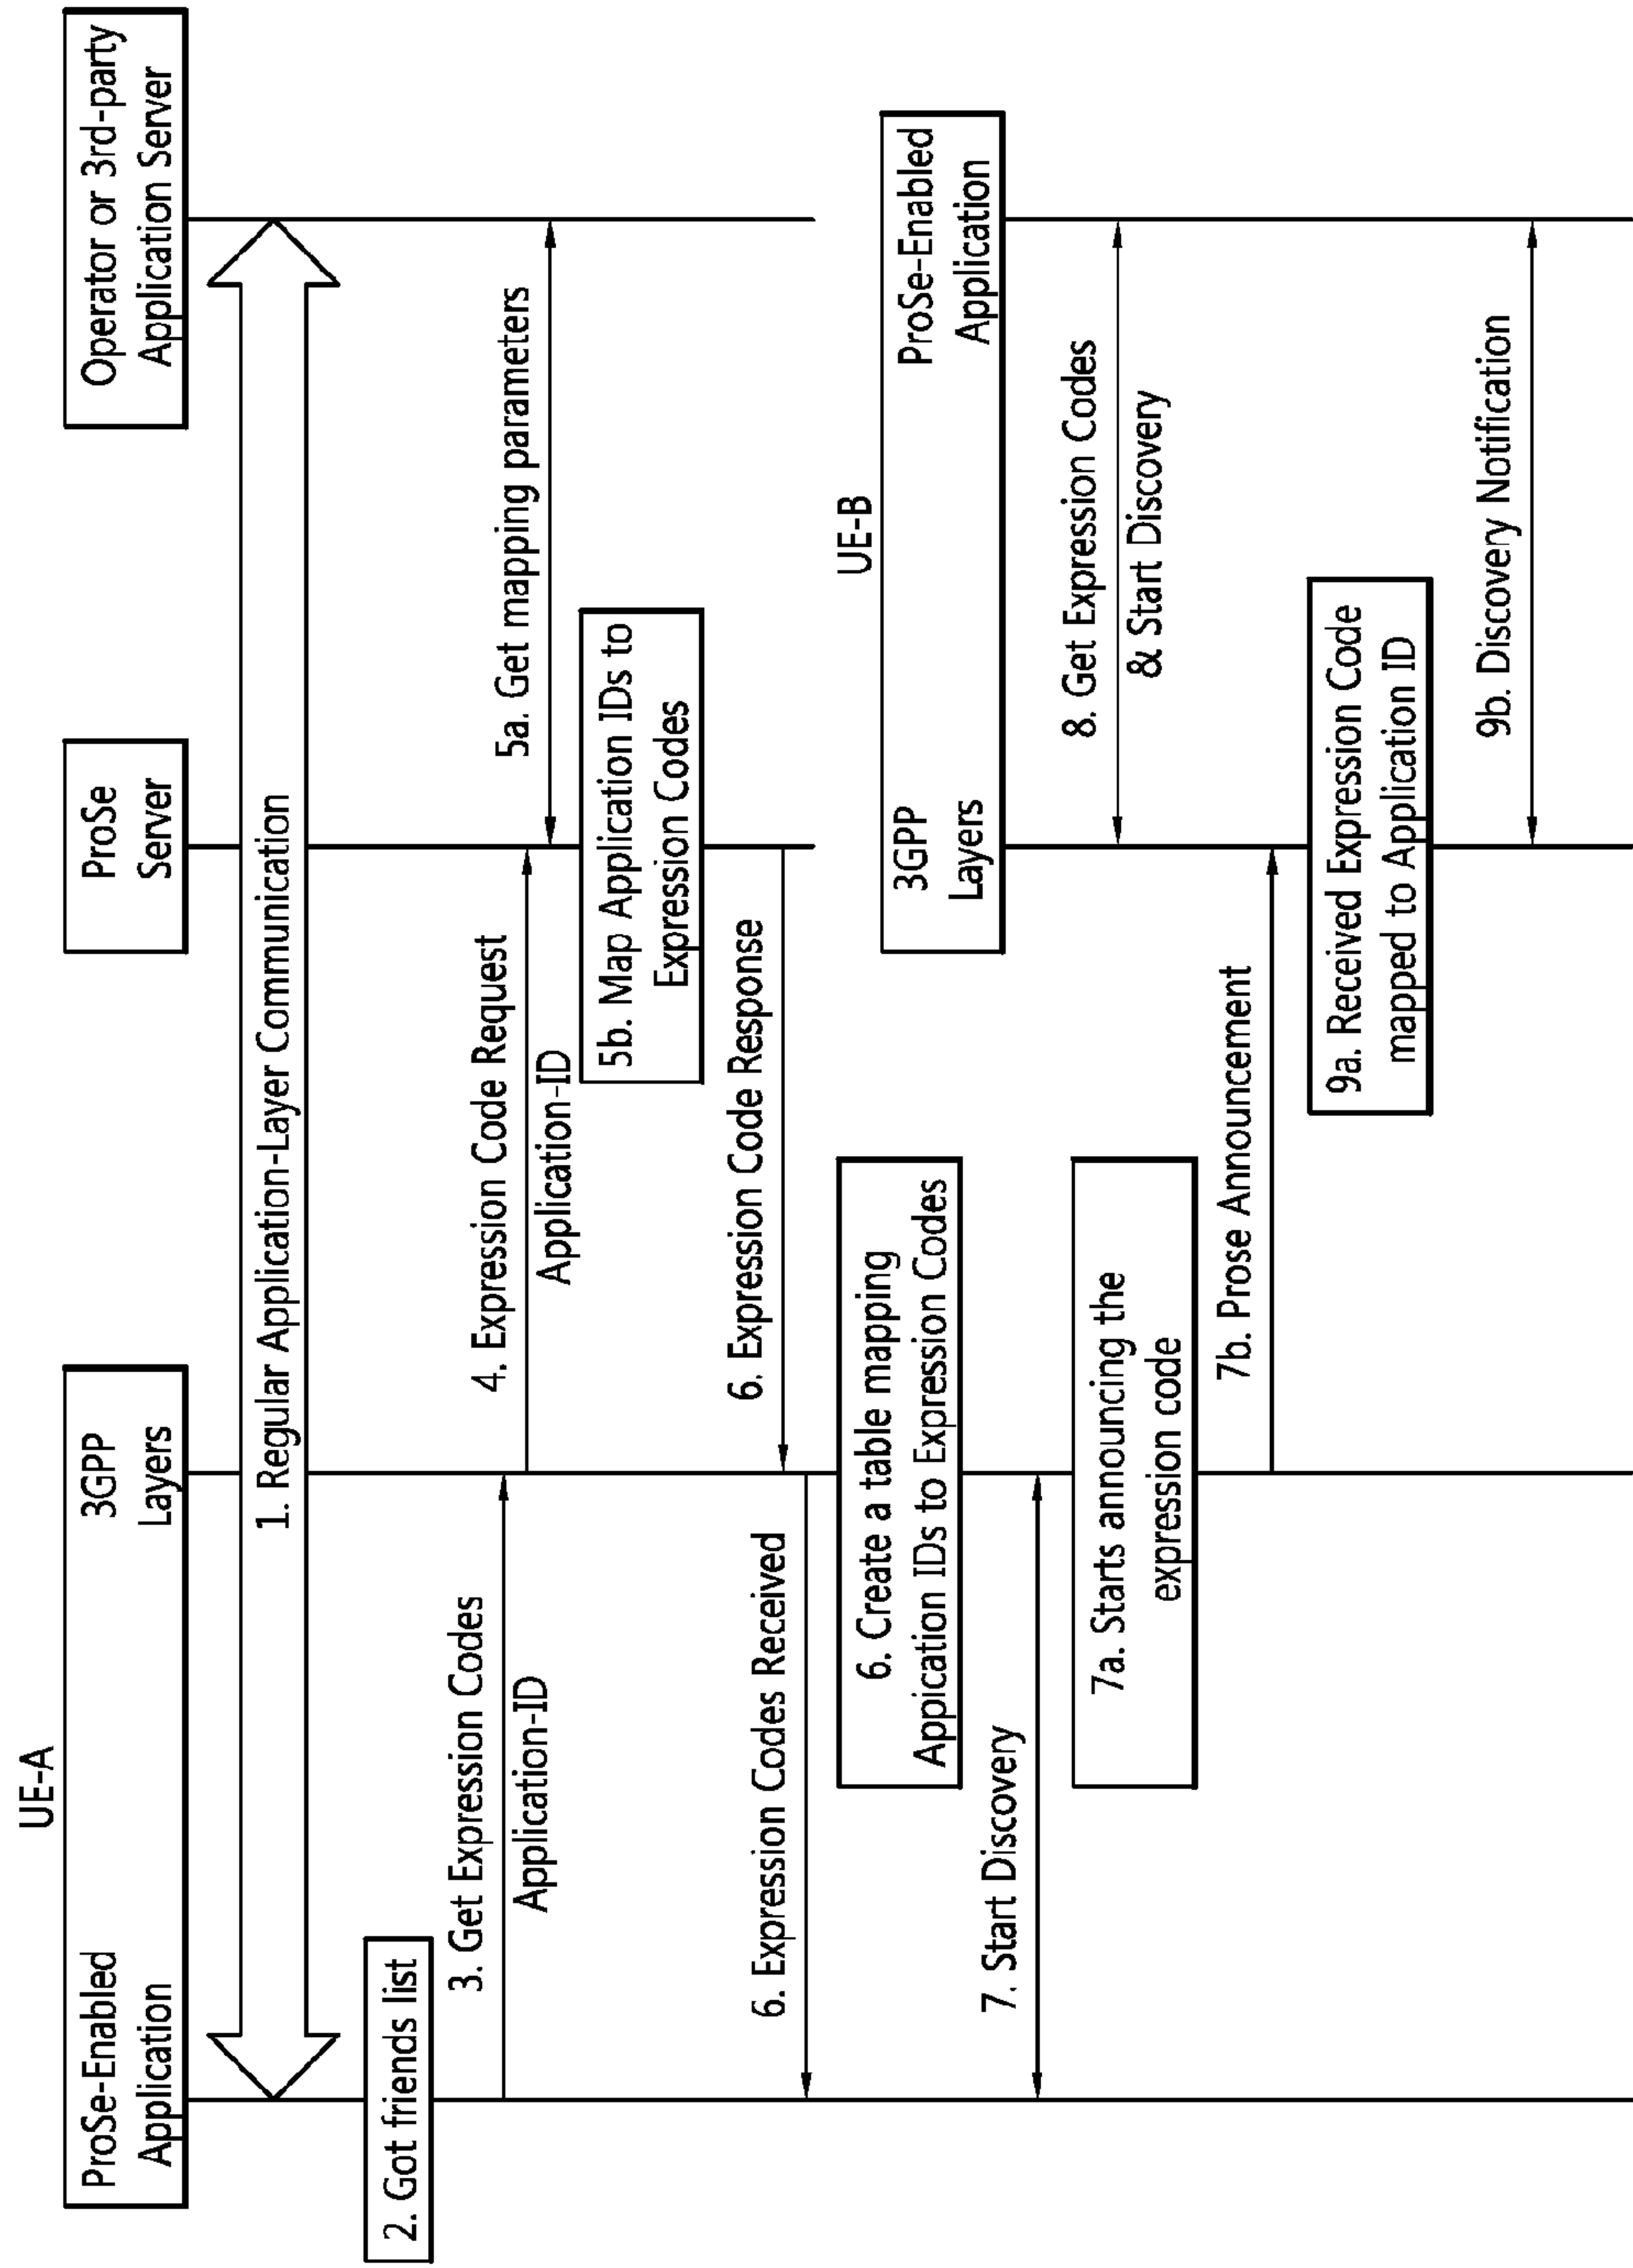 UE-A
ProSe-Enabled
Application
3GPP
Layers
ProSe
Server
Operator or 3rd-party
Application Server
1. Regular Application-Layer Communication
2. Got friends list
3. Get Expression Codes
Application-ID
4. Expression Code Request
Application-ID
5a. Get mapping parameters
5b. Map Application IDs to
Expression Codes
6. Expression Code Response
6. Expression Codes Received
6. Create a table mapping
Appication IDs to Expression Codes
UE-B
3GPP
Layers
ProSe-Enabled
Application
7. Start Discovery
7a. Starts announcing the
expression code
8. Get Expression Codes
& Start Discovery
7b. Prose Announcement
9a. Received Expression Code
mapped to Application ID
9b. Discovery Notification